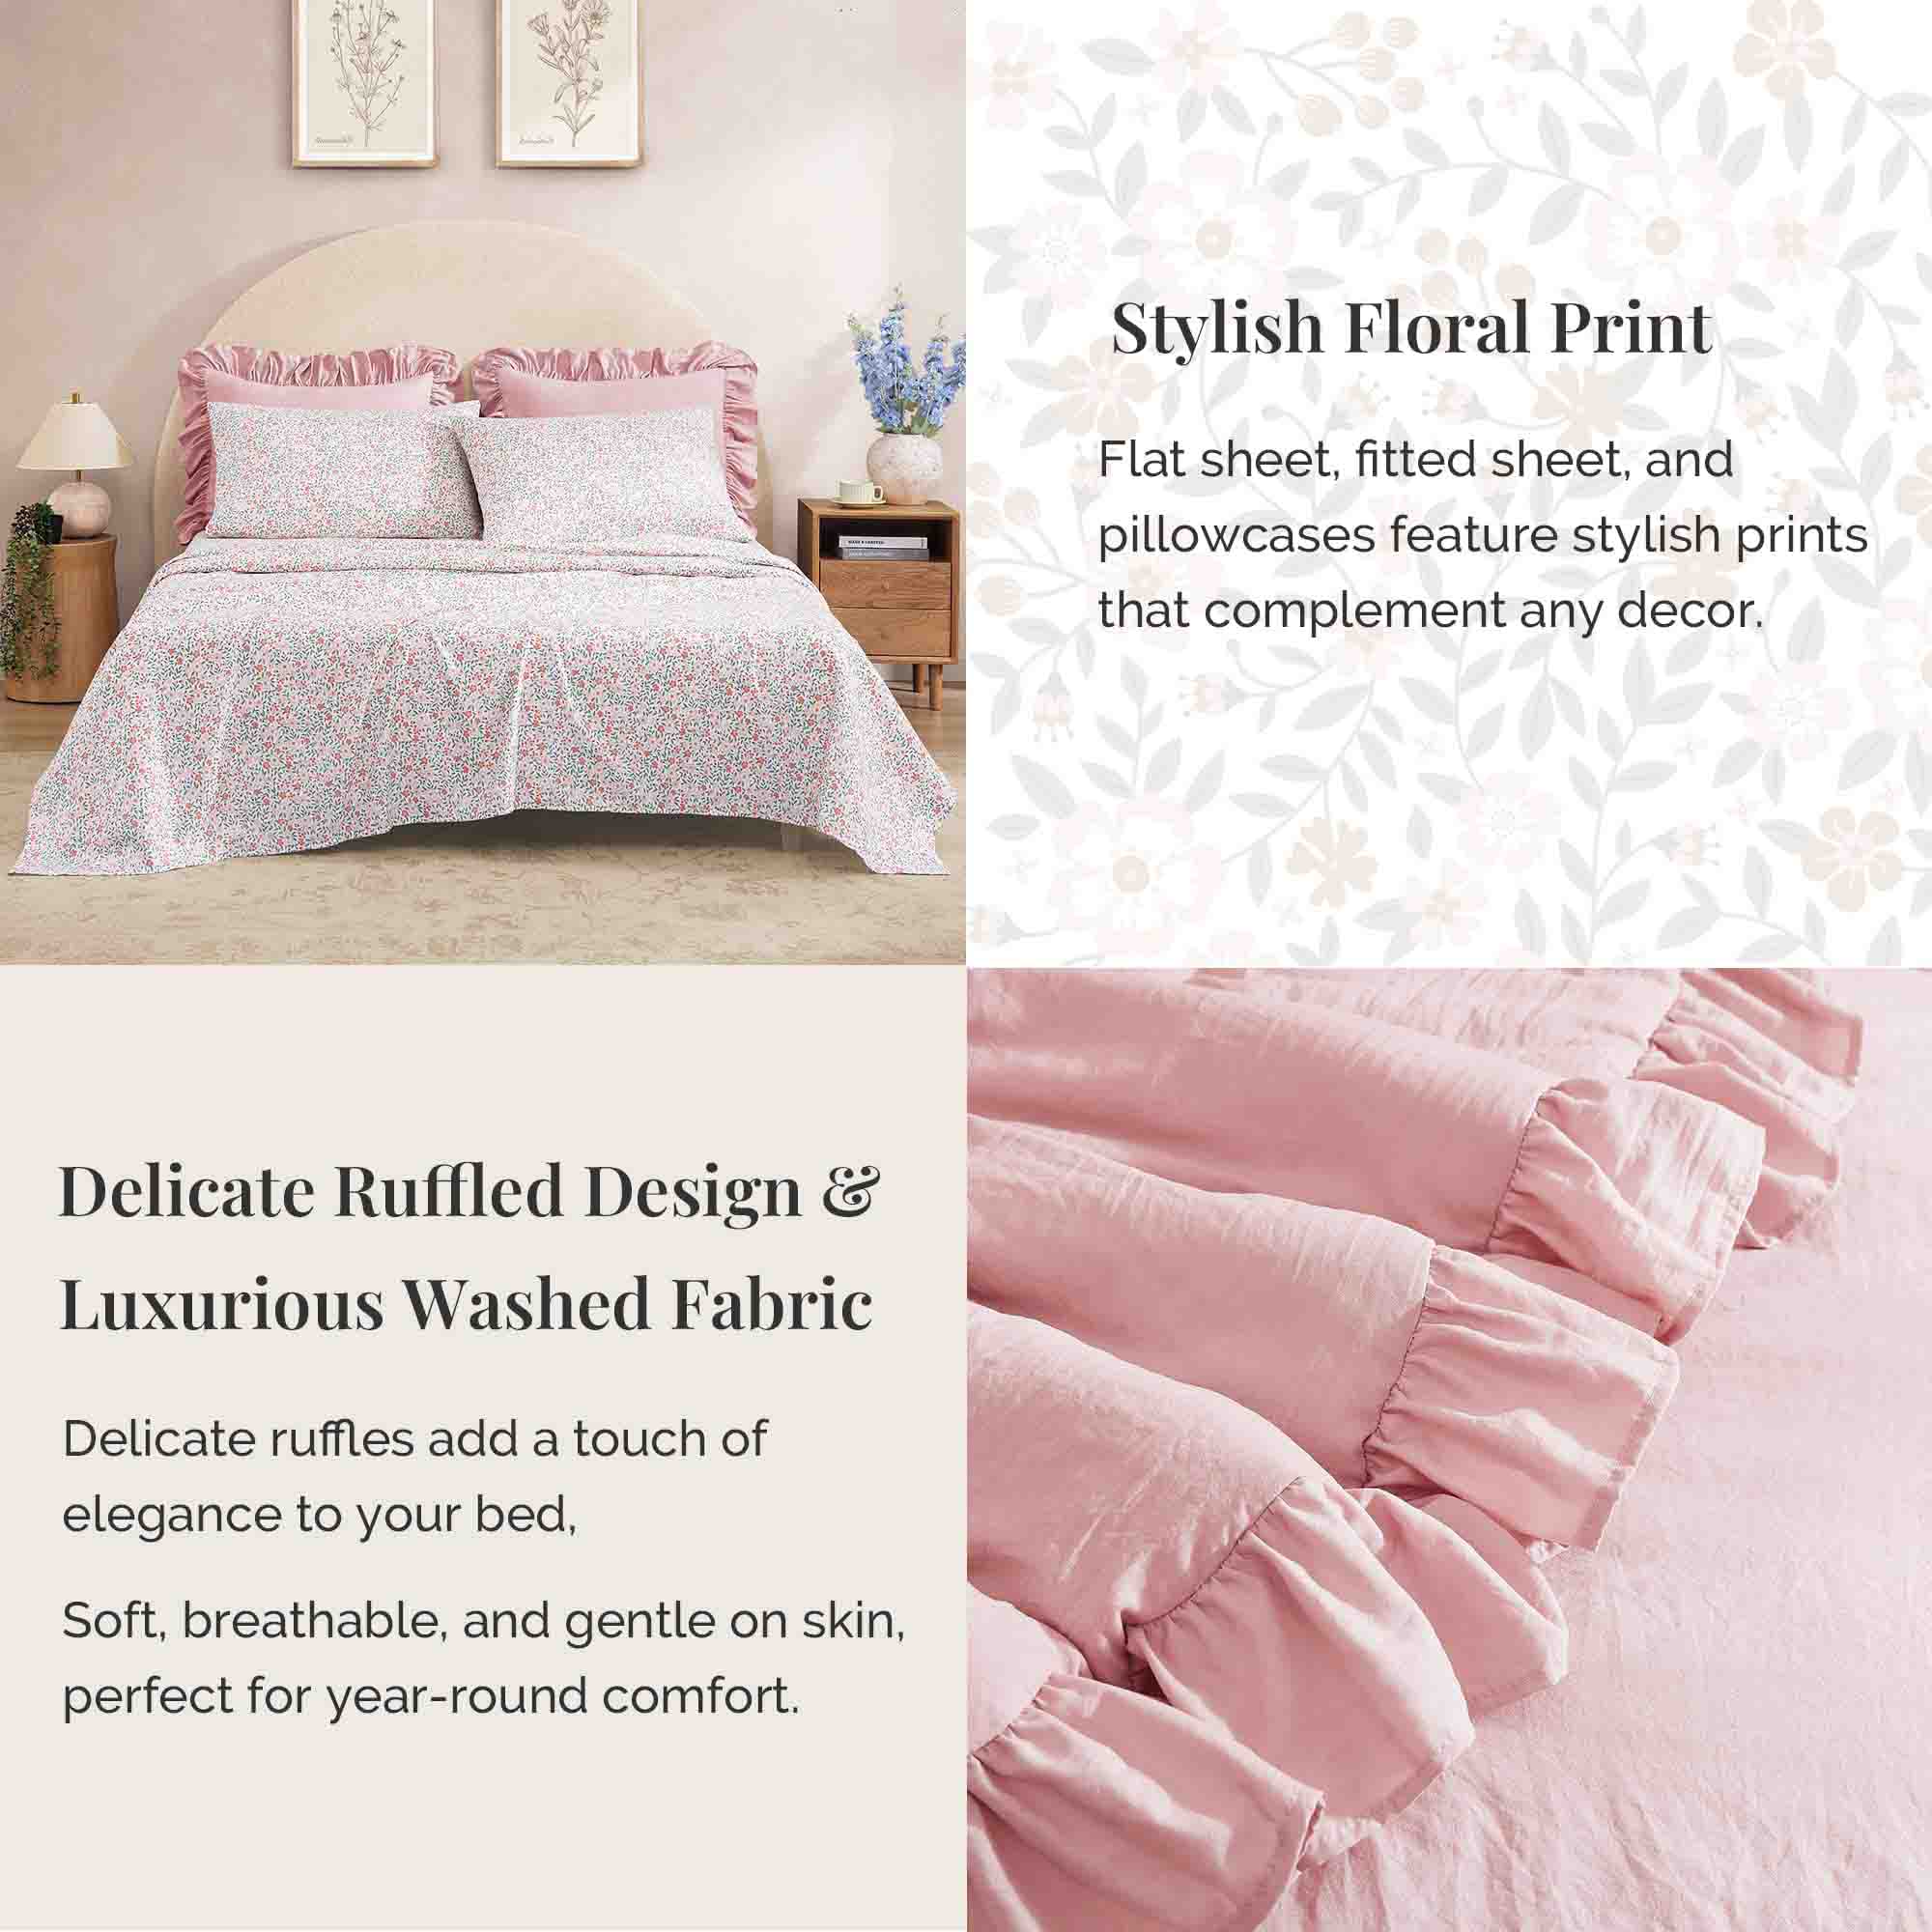 Stylish Floral Print
Flat sheet, fitted sheet, and
pillowcases feature stylish prints
that complement any decor.
Delicate Ruffled Design &
Luxurious Washed Fabric
Delicate ruffles add a touch of
elegance to your bed,
Soft, breathable, and gentle on skin,
perfect for year-round comfort.